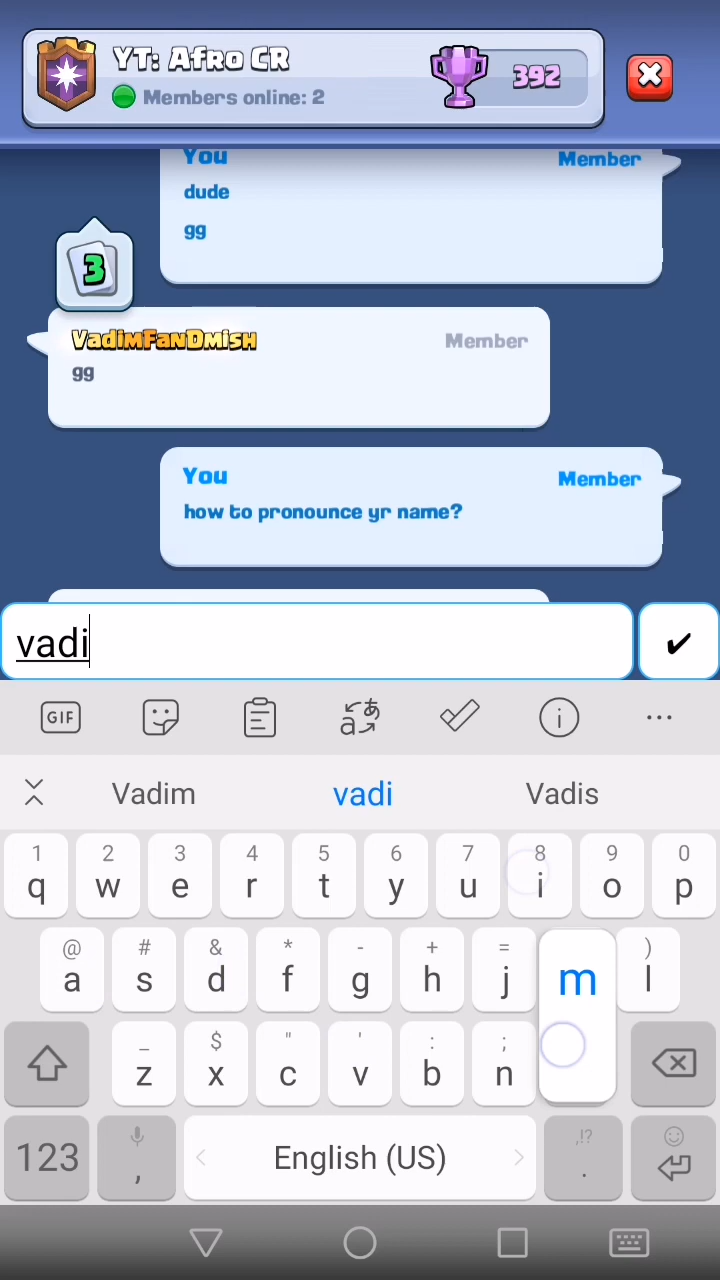 YT: Afro CR
392
Members online: 2
You Member
dude
gg
3
VadimFanDmish Member
gg
You Member
how to pronounce yr name?
vadi
GIF
Vadim vadi Vadis
1 2 3 4 5 6 7 8 9 0
q w e r t y u i o p
@ # & * - + = )
a s d f g h j m l
_ $ " ' : ;
z x c v b n
,!?
123 , English (US) .